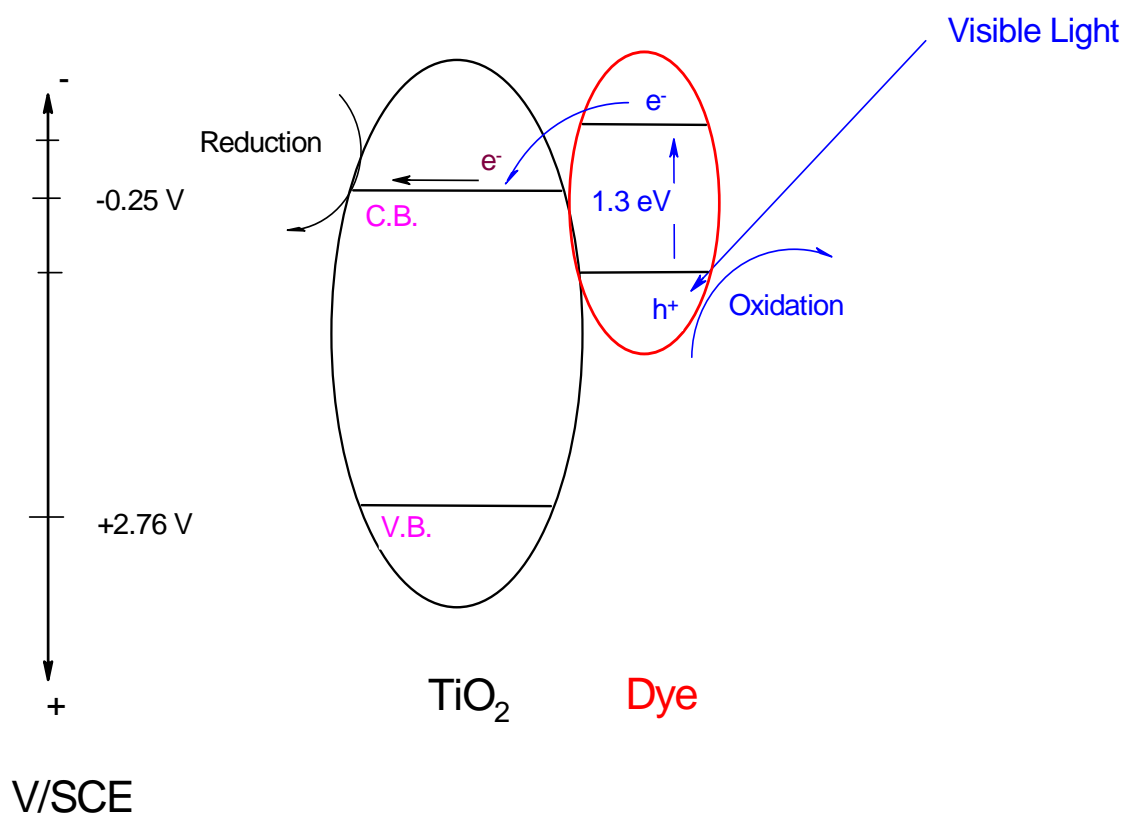 Visible Light
-
e-
Reduction
e-
-0.25 V
1.3 eV
C.B.
h+
Oxidation
+2.76 V
V.B.
+
TiO2
Dye
V/SCE